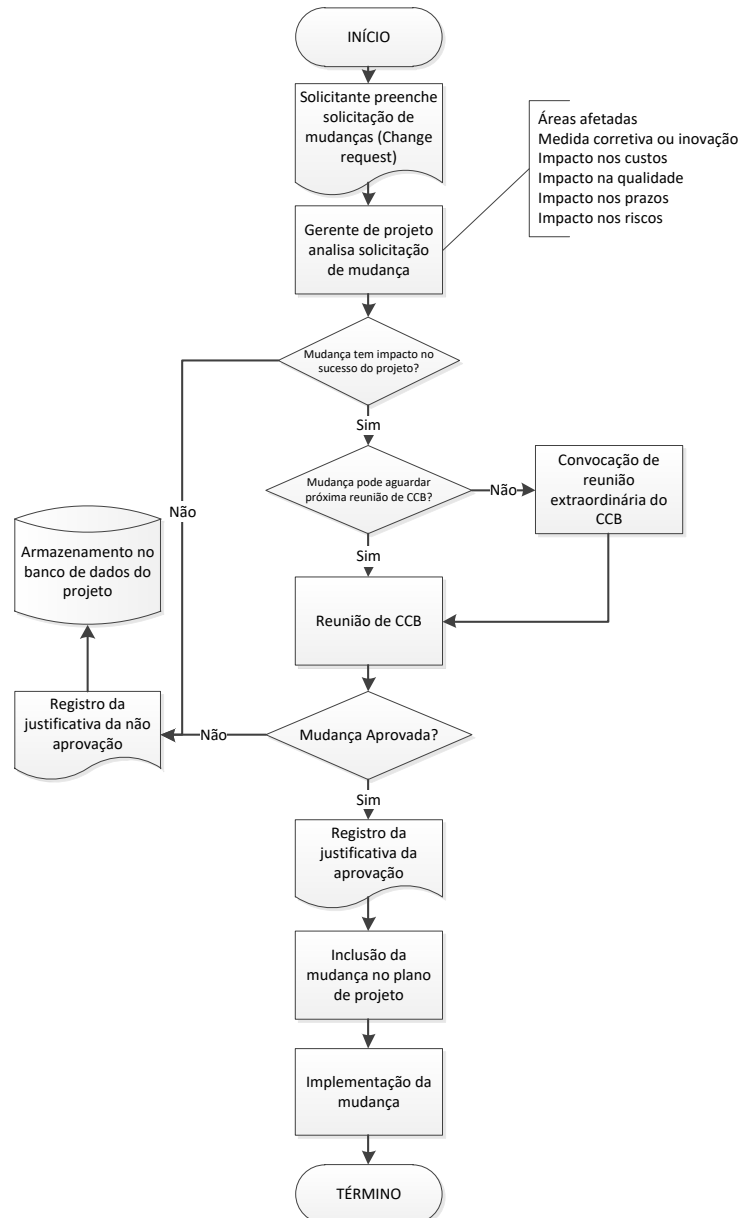 INÍCIO
Solicitante preenche
solicitação de
mudanças (Change
request)
Áreas afetadas
Medida corretiva ou inovação
Impacto nos custos
Impacto na qualidade
Impacto nos prazos
Impacto nos riscos
Gerente de projeto
analisa solicitação
de mudança
Mudança tem impacto no
sucesso do projeto?
Sim
Mudança pode aguardar
próxima reunião de CCB?
Não
Convocação de
reunião
extraordinária do
CCB
Não
Sim
Armazenamento no
banco de dados do
projeto
Reunião de CCB
Registro da
justificativa da não
aprovação
Não
Mudança Aprovada?
Sim
Registro da
justificativa da
aprovação
Inclusão da
mudança no plano
de projeto
Implementação da
mudança
TÉRMINO